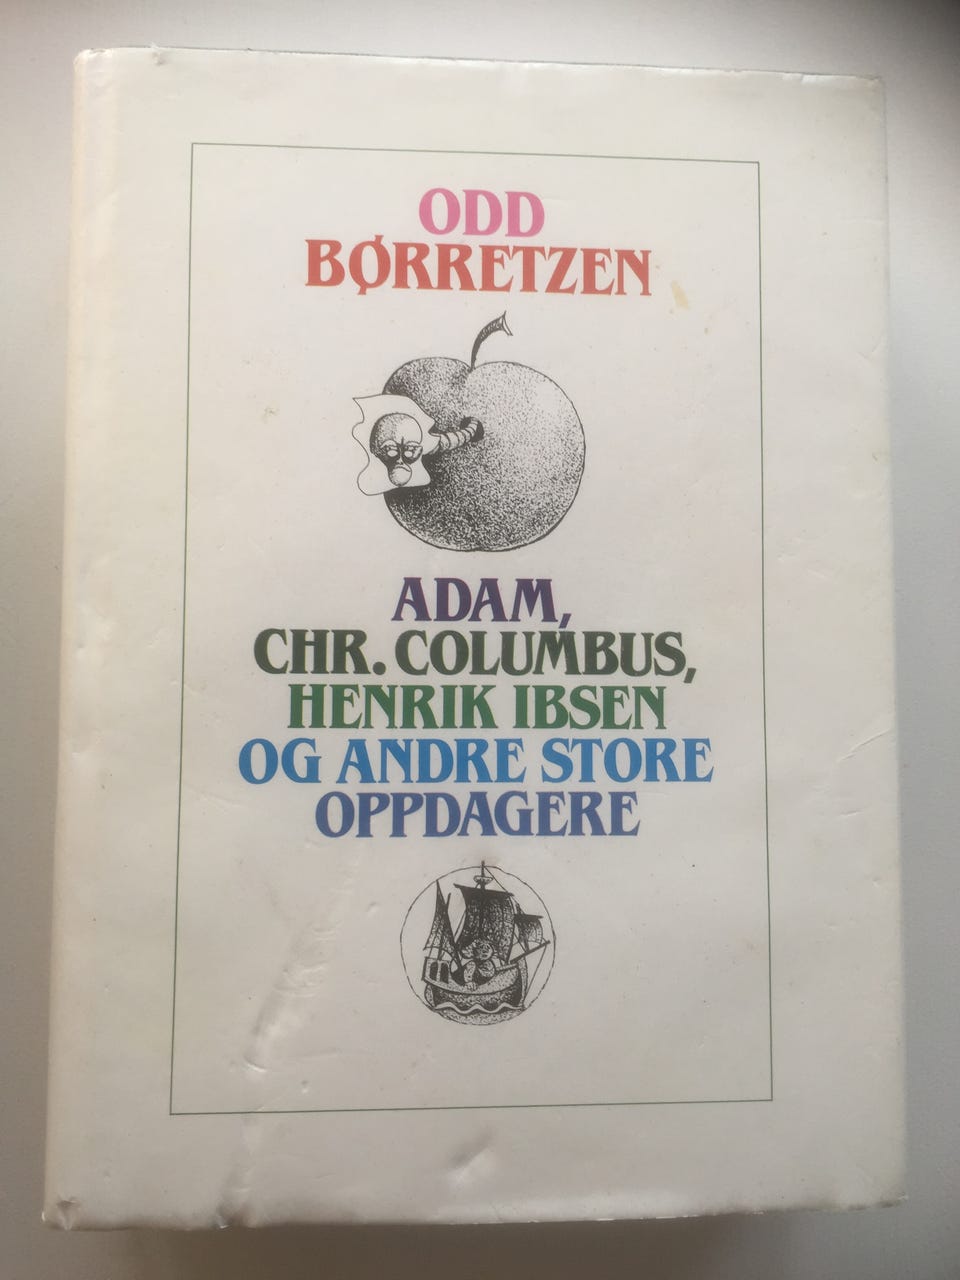 ODD
BØRRETZEN
ADAM,
CHR. COLUMBUS,
HENRIK IBSEN
OG ANDRE STORE
OPPDAGERE